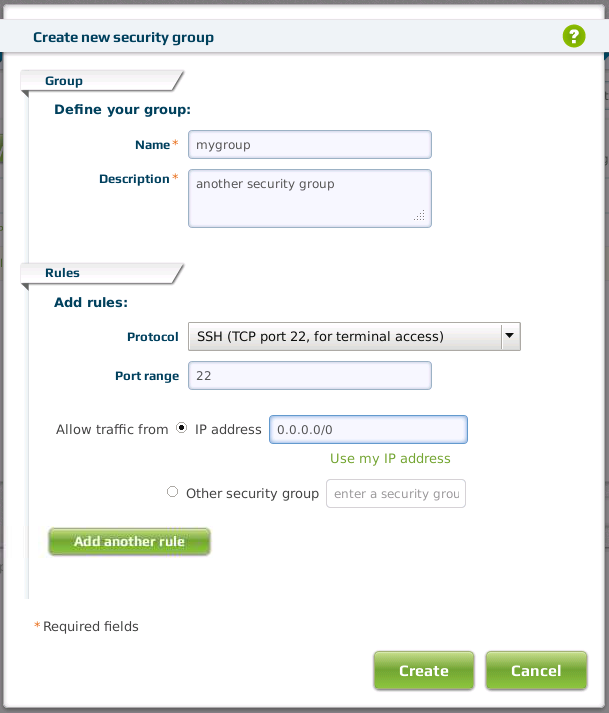 Create new security group ?
Group
Define your group:
Name *
mygroup
Description *
another security group
Rules
Add rules:
Protocol
SSH (TCP port 22, for terminal access)
Port range
22
Allow traffic from IP address 0.0.0.0/0
Use my IP address
Other security group enter a security grou
Add another rule
* Required fields
Create Cancel